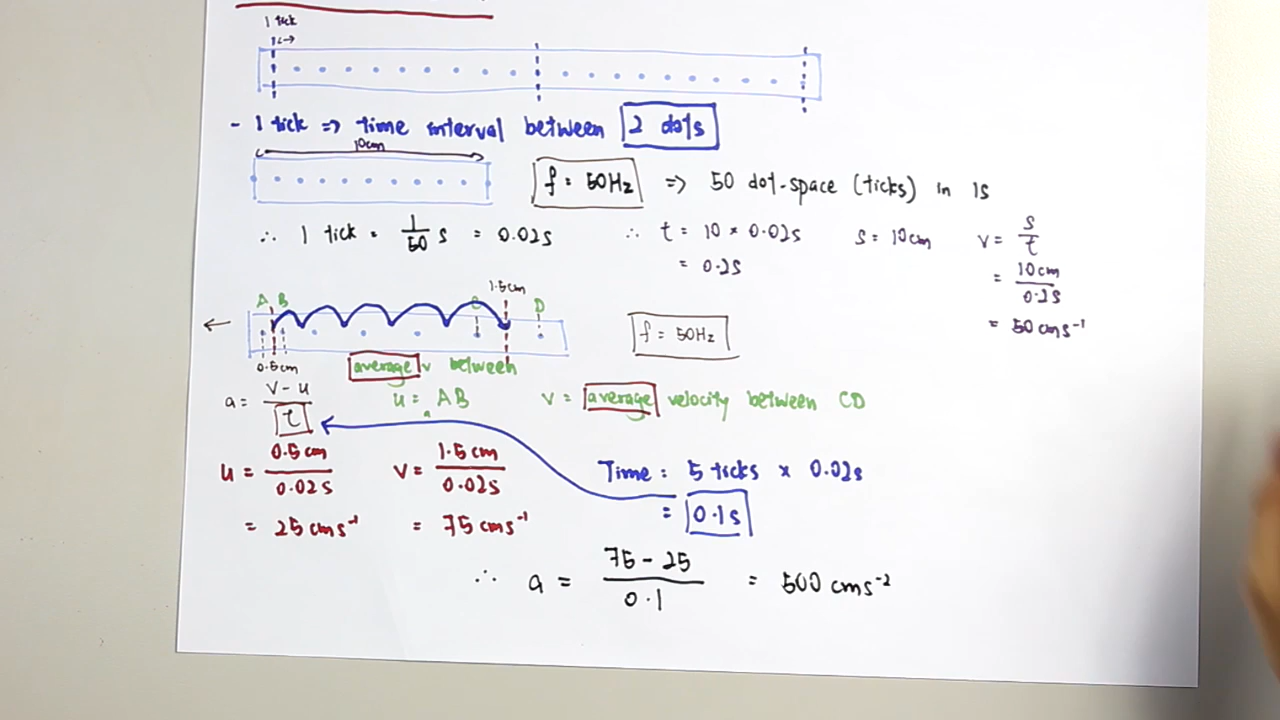 1 tick
- 1 tick => time interval between 2 dots
10cm
f = 50Hz => 50 dot-space (ticks) in 1s
∴ 1 tick = 1/50 s = 0.02s
∴ t = 10 × 0.02s
= 0.2s
s = 10cm
v = s/t
= 10cm/0.2s
= 50 cms⁻¹
1.5cm
A B C D
0.5cm
f = 50Hz
average v between
a = v - u / t
u = AB
v = average velocity between CD
u = 0.5cm/0.02s
= 25 cms⁻¹
v = 1.5cm/0.02s
= 75 cms⁻¹
Time = 5 ticks × 0.02s
= 0.1s
∴ a = 75 - 25 / 0.1 = 500 cms⁻²